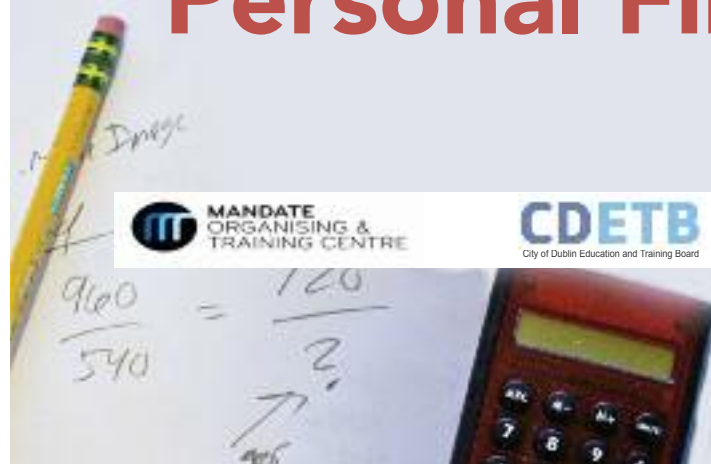 Personal Fi
Image
MANDATE
ORGANISING &
TRAINING CENTRE
CDETB
City of Dublin Education and Training Board
960 = 120
540 ?
7 8 9